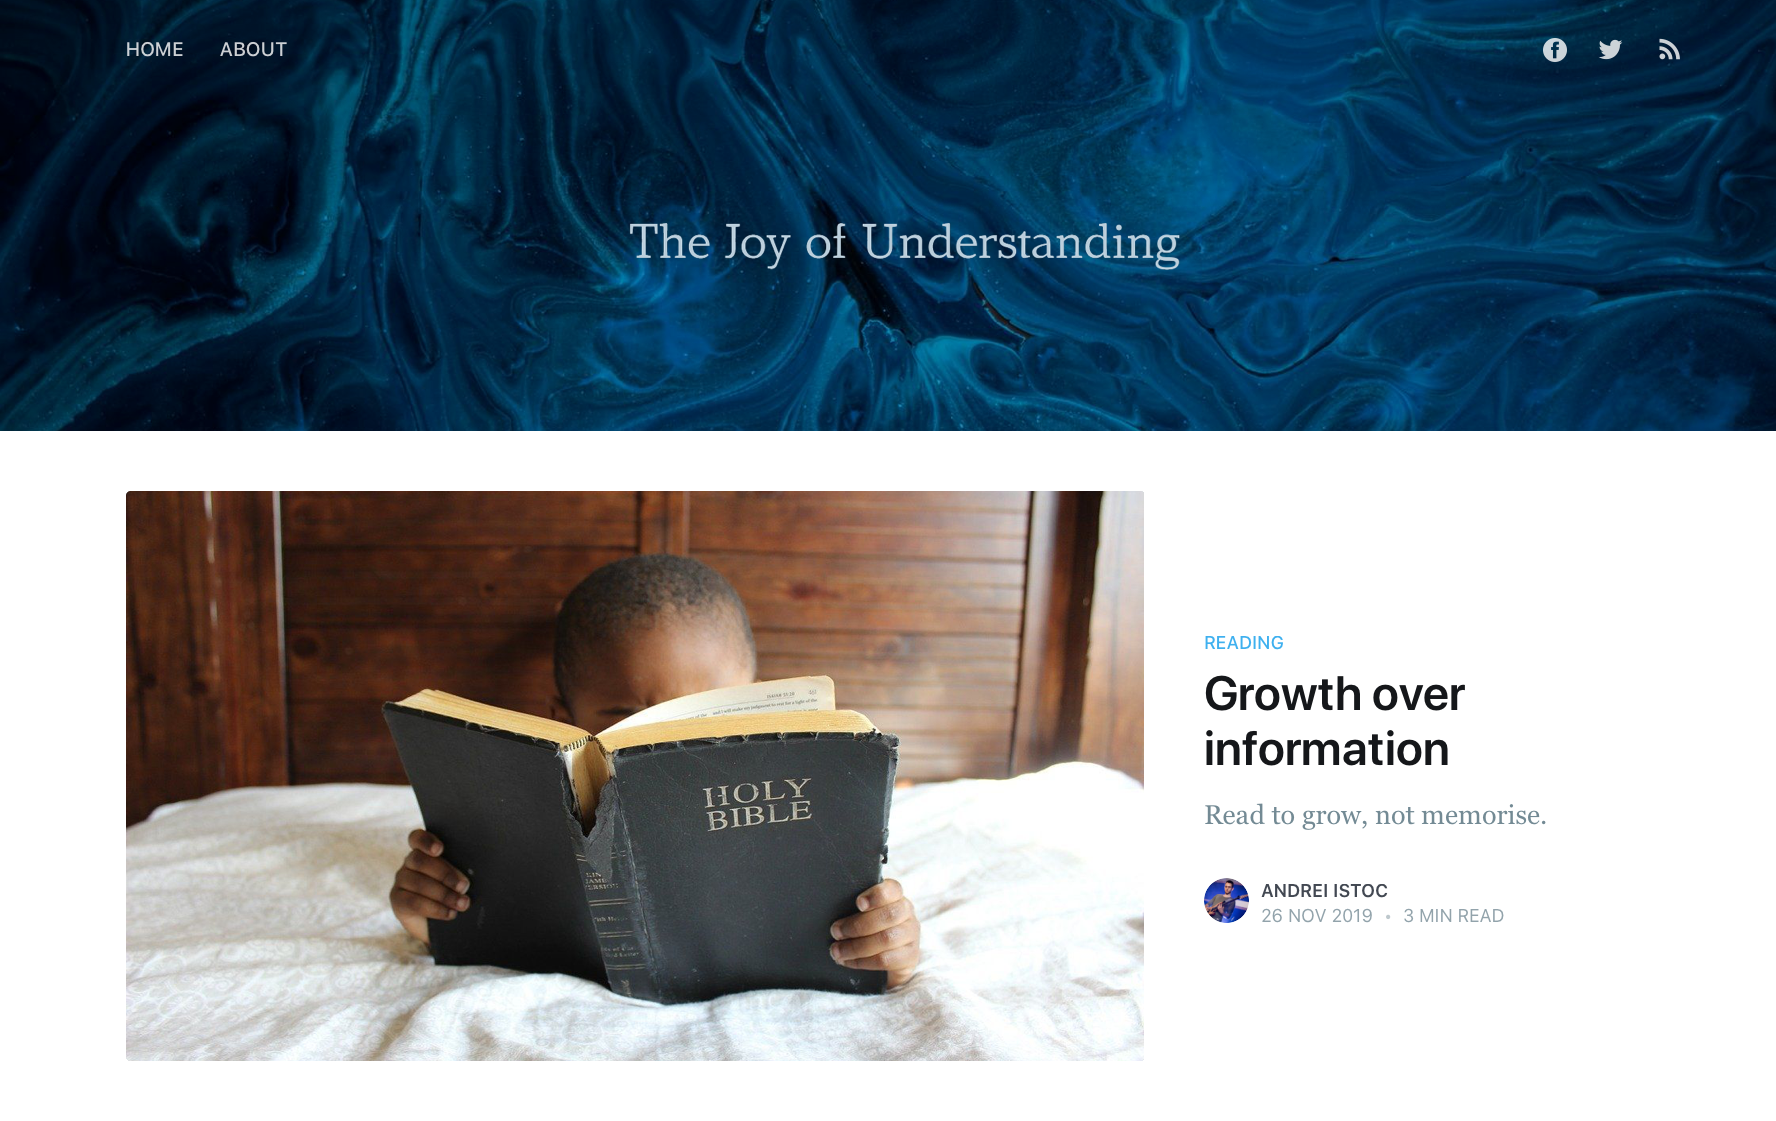 HOME ABOUT
The Joy of Understanding
HOLY
BIBLE
READING
Growth over
information
Read to grow, not memorise.
ANDREI ISTOC
26 NOV 2019 • 3 MIN READ